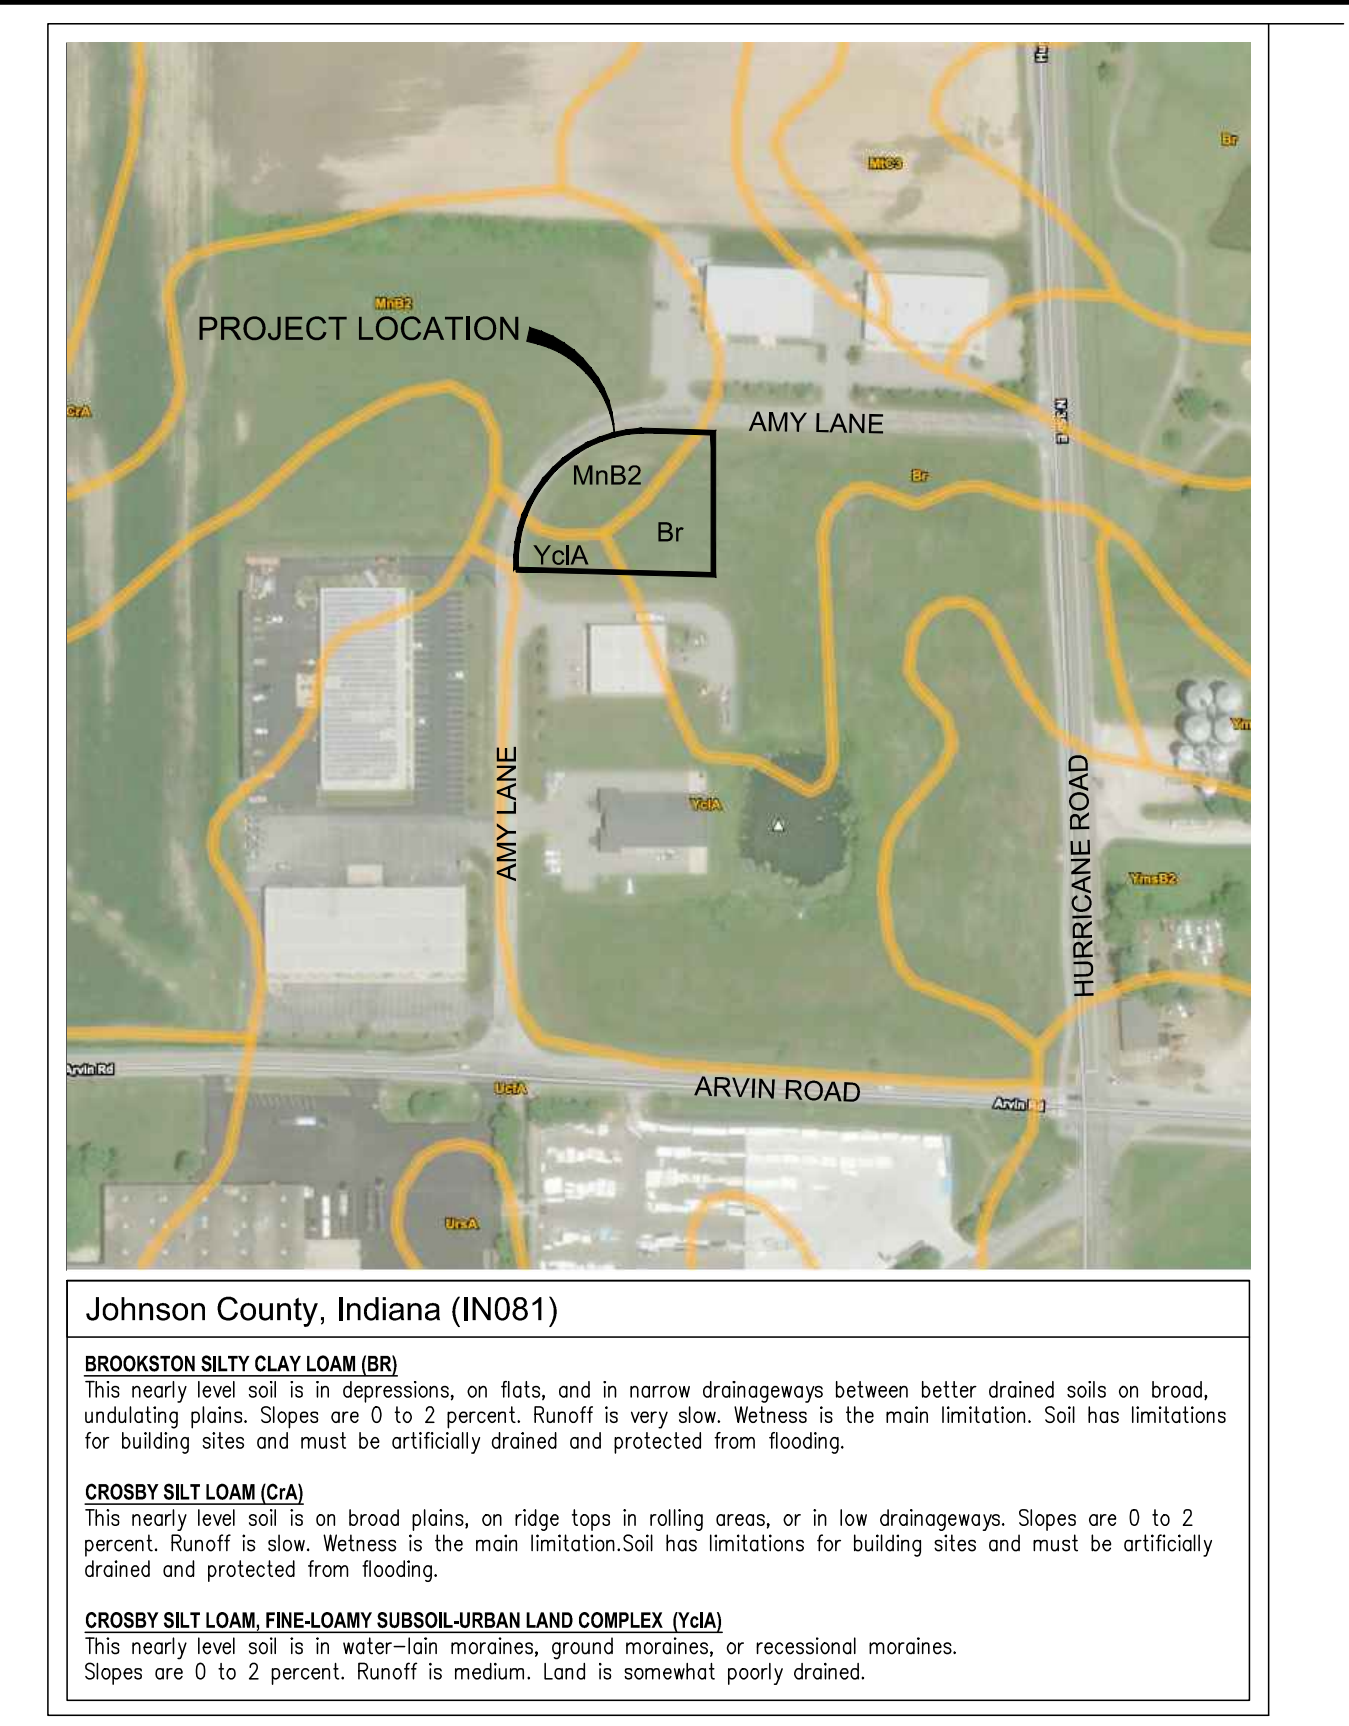 Br
MtC3
MnB2
PROJECT LOCATION
CrA
AMY LANE
MnB2
Br
Br
YclA
AMY LANE
YclA
HURRICANE ROAD
YmsB2
Arvin Rd
UcfA
ARVIN ROAD
Arvin Rd
UrsA
Johnson County, Indiana (IN081)
BROOKSTON SILTY CLAY LOAM (BR)
This nearly level soil is in depressions, on flats, and in narrow drainageways between better drained soils on broad,
undulating plains. Slopes are 0 to 2 percent. Runoff is very slow. Wetness is the main limitation. Soil has limitations
for building sites and must be artificially drained and protected from flooding.
CROSBY SILT LOAM (CrA)
This nearly level soil is on broad plains, on ridge tops in rolling areas, or in low drainageways. Slopes are 0 to 2
percent. Runoff is slow. Wetness is the main limitation.Soil has limitations for building sites and must be artificially
drained and protected from flooding.
CROSBY SILT LOAM, FINE-LOAMY SUBSOIL-URBAN LAND COMPLEX (YclA)
This nearly level soil is in water-lain moraines, ground moraines, or recessional moraines.
Slopes are 0 to 2 percent. Runoff is medium. Land is somewhat poorly drained.